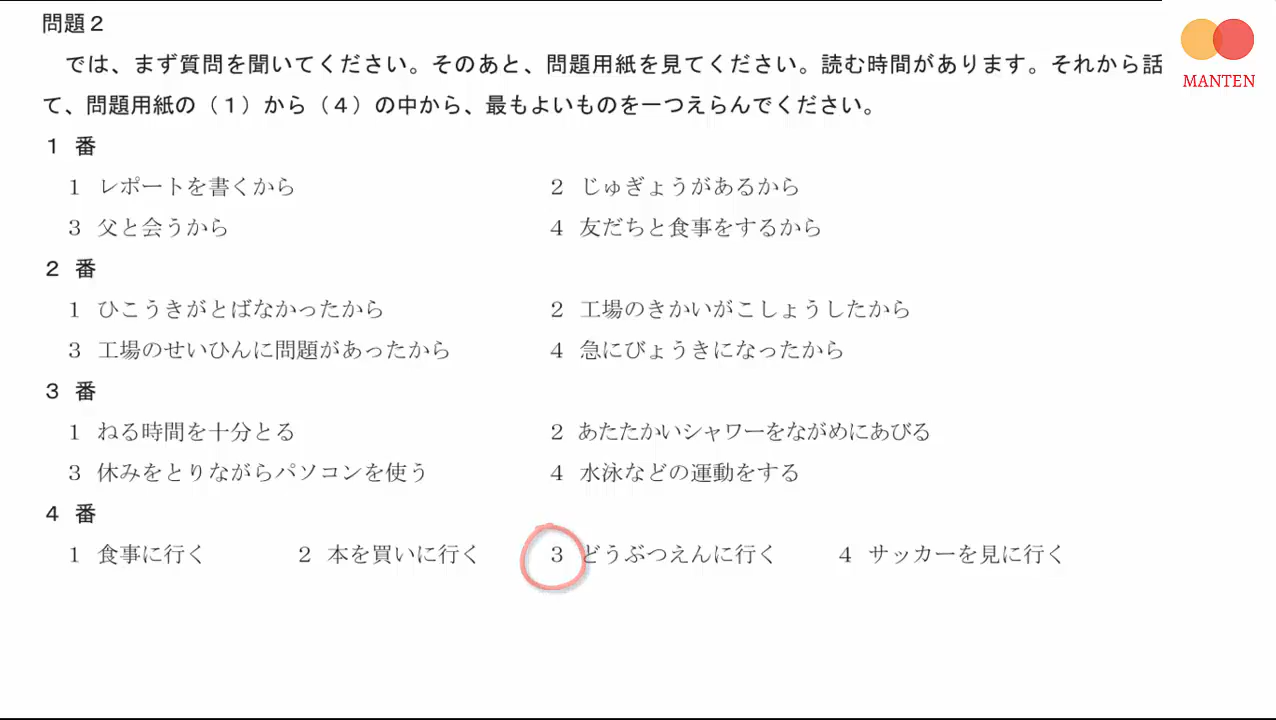 問題２
では、まず質問を聞いてください。そのあと、問題用紙を見てください。読む時間があります。それから話
て、問題用紙の（１）から（４）の中から、最もよいものを一つえらんでください。
MANTEN
１ 番
１ レポートを書くから ２ じゅぎょうがあるから
３ 父と会うから ４ 友だちと食事をするから
２ 番
１ ひこうきがとばなかったから ２ 工場のきかいがこしょうしたから
３ 工場のせいひんに問題があったから ４ 急にびょうきになったから
３ 番
１ ねる時間を十分とる ２ あたたかいシャワーをながめにあびる
３ 休みをとりながらパソコンを使う ４ 水泳などの運動をする
４ 番
１ 食事に行く ２ 本を買いに行く ３ どうぶつえんに行く ４ サッカーを見に行く